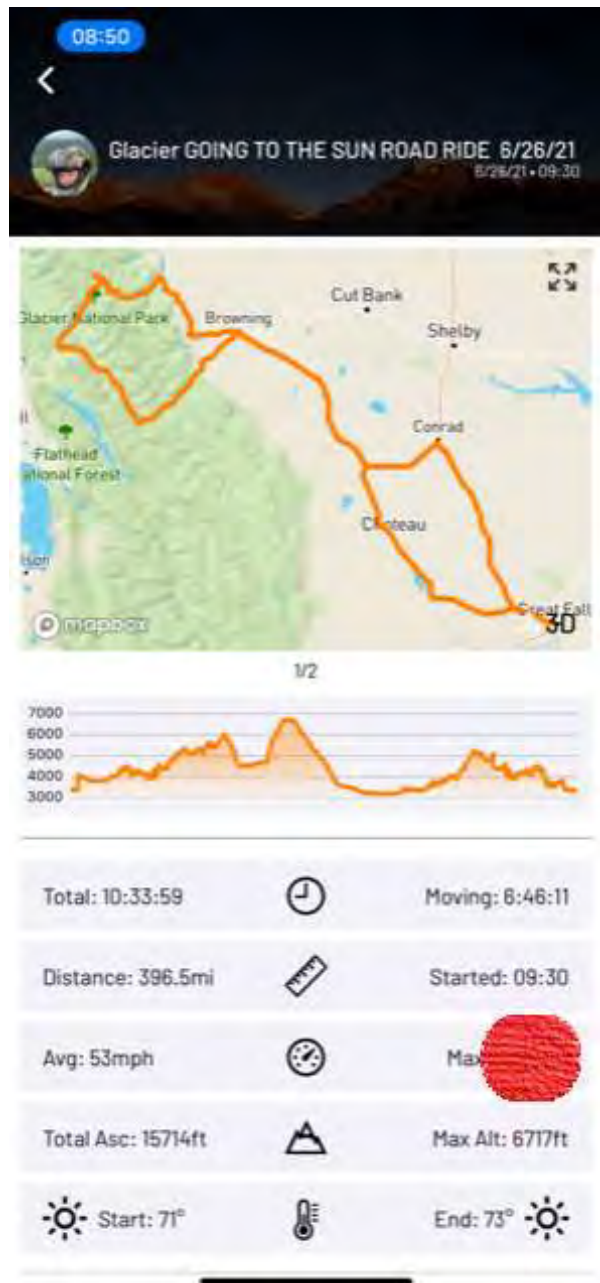 08:50
Glacier GOING TO THE SUN ROAD RIDE 6/26/21
6/26/21 • 09:30
Cut Bank
Glacier National Park
Browning
Shelby
Conrad
Flathead
National Forest
Choteau
Great Fall
3D
mapbox
1/2
7000
6000
5000
4000
3000
Total: 10:33:59
Moving: 6:46:11
Distance: 396.5mi
Started: 09:30
Avg: 53mph
Max
Total Asc: 15714ft
Max Alt: 6717ft
Start: 71°
End: 73°